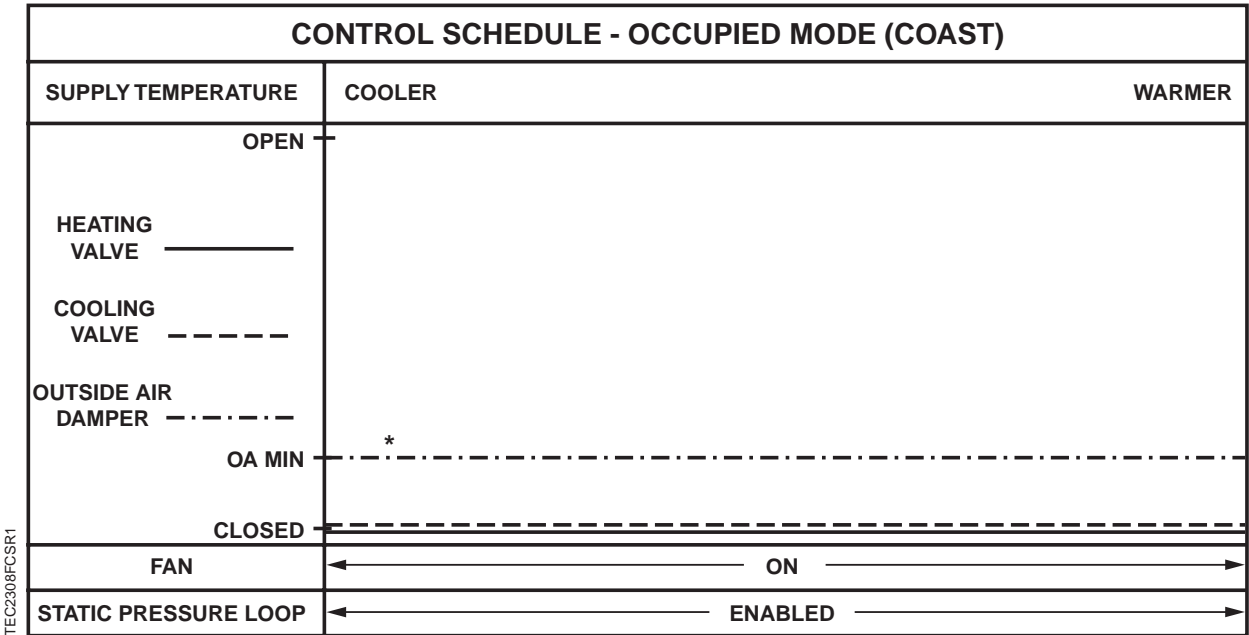 CONTROL SCHEDULE - OCCUPIED MODE (COAST)
SUPPLY TEMPERATURE COOLER WARMER
OPEN
HEATING
VALVE
COOLING
VALVE
OUTSIDE AIR
DAMPER
*
OA MIN
CLOSED
FAN ON
STATIC PRESSURE LOOP ENABLED
TEC2308FCSR1